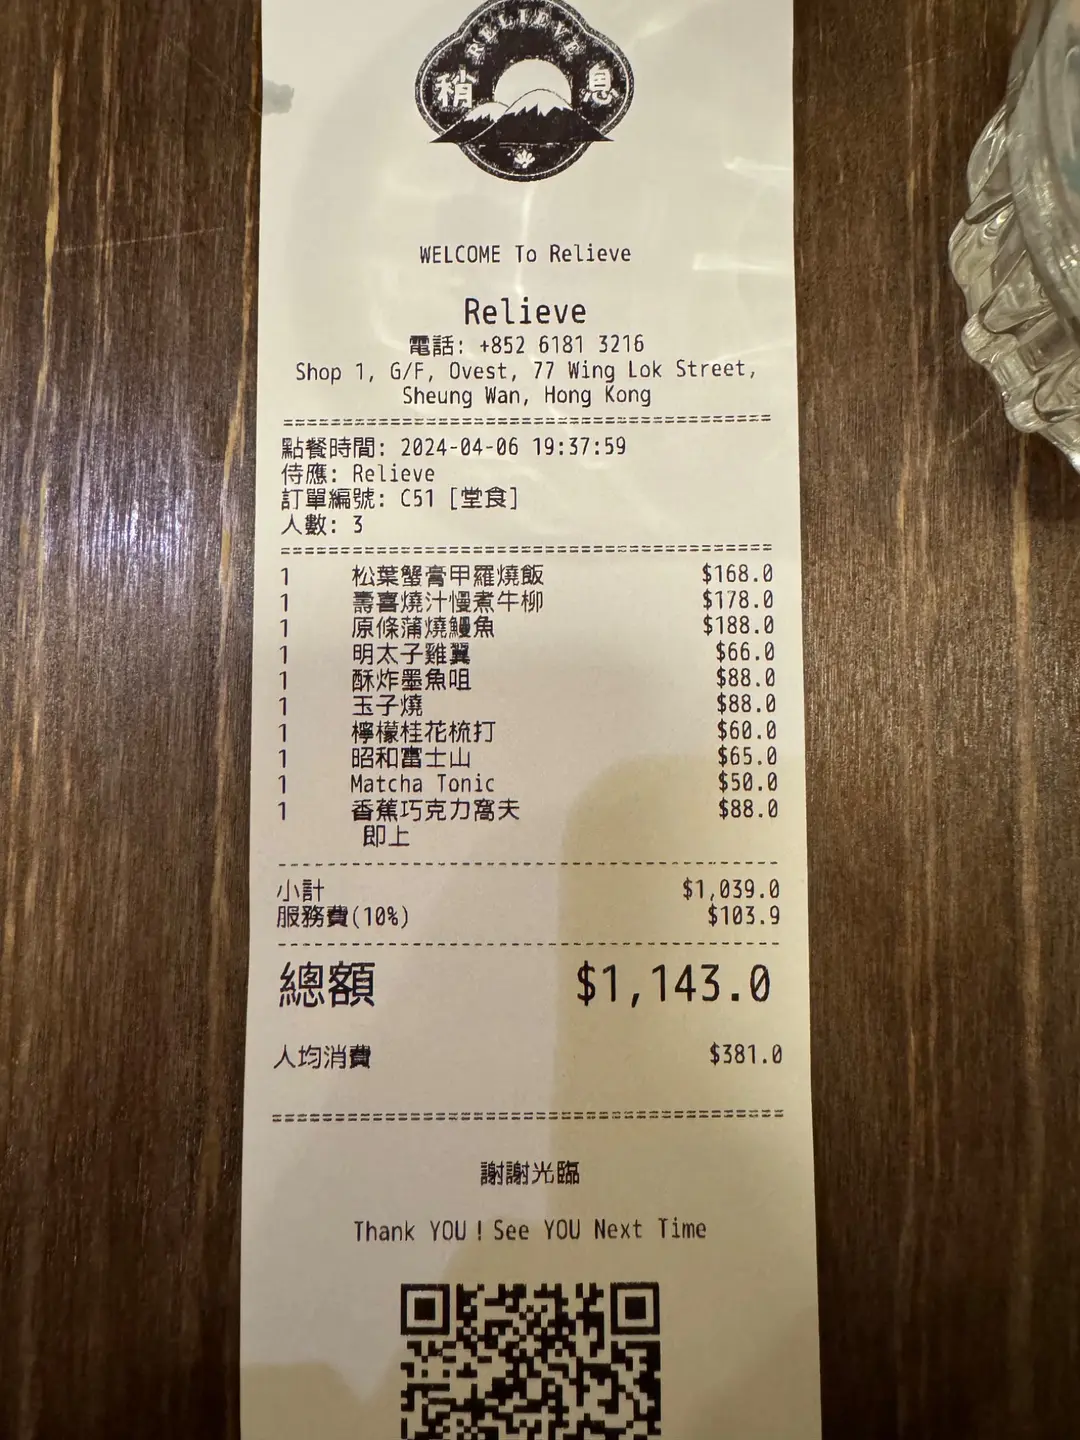 RELIEVE
稍息
WELCOME To Relieve
Relieve
電話: +852 6181 3216
Shop 1, G/F, Ovest, 77 Wing Lok Street,
Sheung Wan, Hong Kong
點餐時間: 2024-04-06 19:37:59
侍應: Relieve
訂單編號: C51 [堂食]
人數: 3
1 松葉蟹膏甲羅燒飯 $168.0
1 壽喜燒汁慢煮牛柳 $178.0
1 原條蒲燒鰻魚 $188.0
1 明太子雞翼 $66.0
1 酥炸墨魚咀 $88.0
1 玉子燒 $88.0
1 檸檬桂花梳打 $60.0
1 昭和富士山 $65.0
1 Matcha Tonic $50.0
1 香蕉巧克力窩夫 $88.0
即上
小計 $1,039.0
服務費(10%) $103.9
總額 $1,143.0
人均消費 $381.0
謝謝光臨
Thank YOU！See YOU Next Time